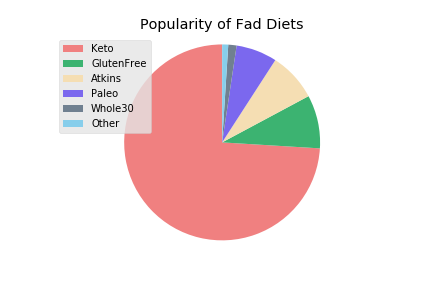 Popularity of Fad Diets
Keto
GlutenFree
Atkins
Paleo
Whole30
Other